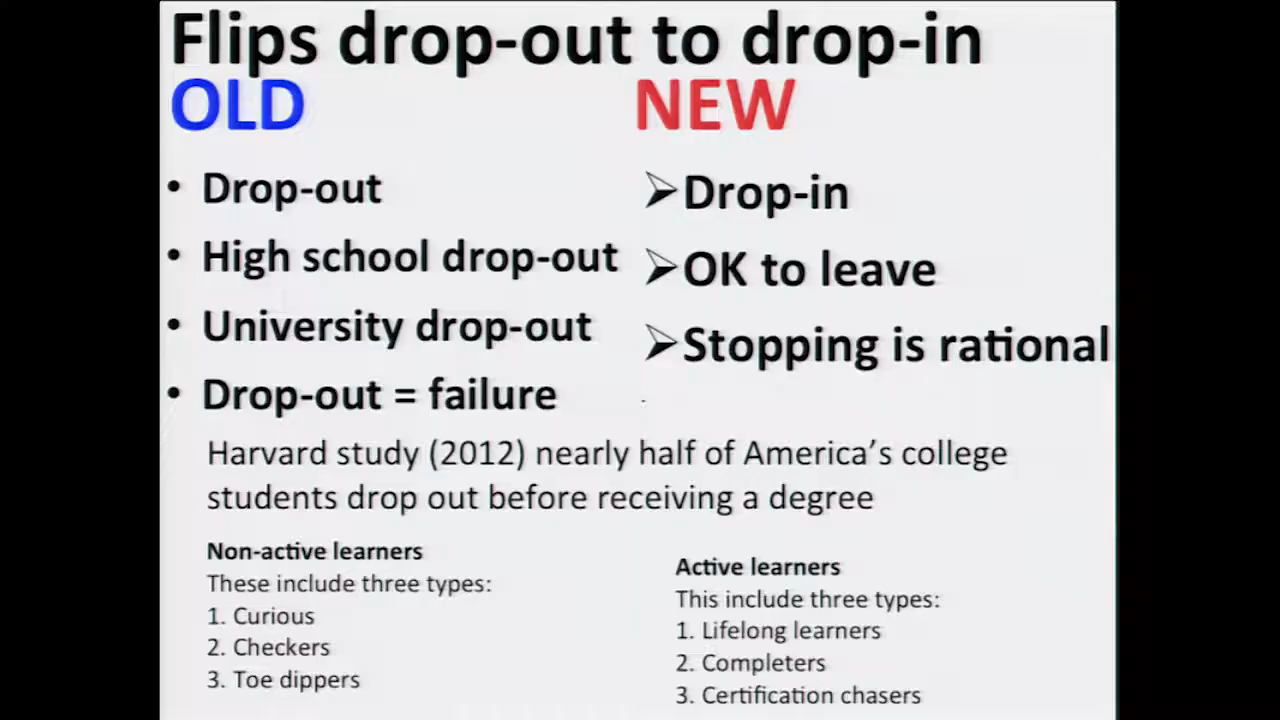 Flips drop-out to drop-in
OLD
NEW
• Drop-out
• High school drop-out
• University drop-out
• Drop-out = failure
➢Drop-in
➢OK to leave
➢Stopping is rational
Harvard study (2012) nearly half of America’s college
students drop out before receiving a degree
Non-active learners
These include three types:
1. Curious
2. Checkers
3. Toe dippers
Active learners
This include three types:
1. Lifelong learners
2. Completers
3. Certification chasers